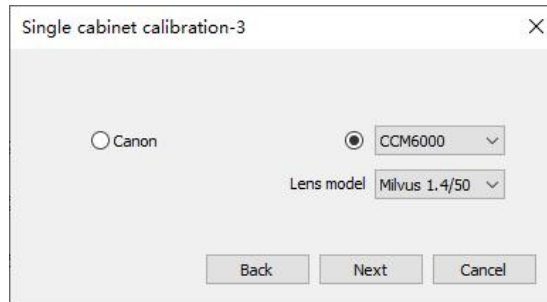 Single cabinet calibration-3
Canon CCM6000
Lens model Milvus 1.4/50
Back Next Cancel